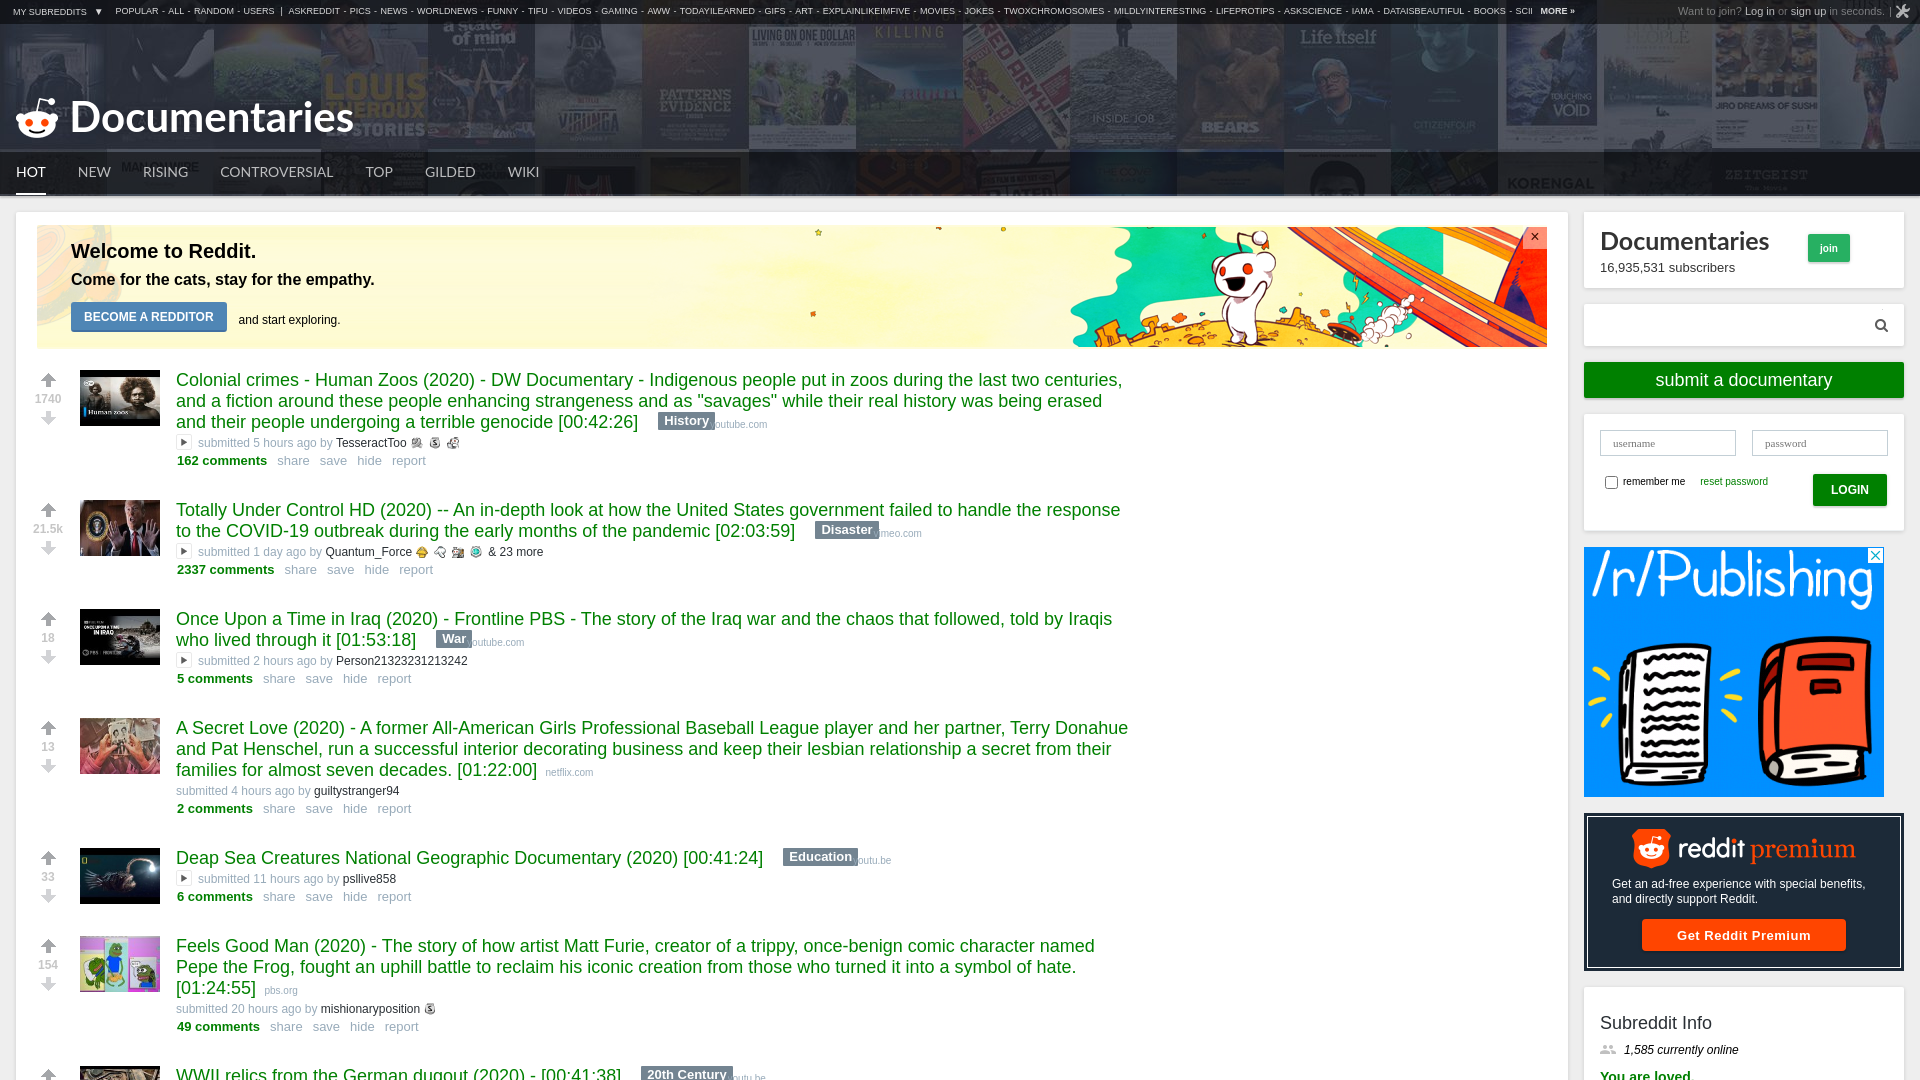 MY SUBREDDITS ▼ POPULAR - ALL - RANDOM - USERS | ASKREDDIT - PICS - NEWS - WORLDNEWS - FUNNY - TIFU - VIDEOS - GAMING - AWW - TODAYILEARNED - GIFS - ART - EXPLAINLIKEIMFIVE - MOVIES - JOKES - TWOXCHROMOSOMES - MILDLYINTERESTING - LIFEPROTIPS - ASKSCIENCE - IAMA - DATAISBEAUTIFUL - BOOKS - SCII MORE »
Want to join? Log in or sign up in seconds. |
Documentaries
HOT NEW RISING CONTROVERSIAL TOP GILDED WIKI
Welcome to Reddit.
Come for the cats, stay for the empathy.
BECOME A REDDITOR and start exploring.
×
1740
Colonial crimes - Human Zoos (2020) - DW Documentary - Indigenous people put in zoos during the last two centuries,
and a fiction around these people enhancing strangeness and as "savages" while their real history was being erased
and their people undergoing a terrible genocide [00:42:26] History youtube.com
submitted 5 hours ago by TesseractToo
162 comments share save hide report
21.5k
Totally Under Control HD (2020) -- An in-depth look at how the United States government failed to handle the response
to the COVID-19 outbreak during the early months of the pandemic [02:03:59] Disaster vimeo.com
submitted 1 day ago by Quantum_Force & 23 more
2337 comments share save hide report
18
Once Upon a Time in Iraq (2020) - Frontline PBS - The story of the Iraq war and the chaos that followed, told by Iraqis
who lived through it [01:53:18] War youtube.com
submitted 2 hours ago by Person21323231213242
5 comments share save hide report
13
A Secret Love (2020) - A former All-American Girls Professional Baseball League player and her partner, Terry Donahue
and Pat Henschel, run a successful interior decorating business and keep their lesbian relationship a secret from their
families for almost seven decades. [01:22:00] netflix.com
submitted 4 hours ago by guiltystranger94
2 comments share save hide report
33
Deap Sea Creatures National Geographic Documentary (2020) [00:41:24] Education youtu.be
submitted 11 hours ago by psllive858
6 comments share save hide report
154
Feels Good Man (2020) - The story of how artist Matt Furie, creator of a trippy, once-benign comic character named
Pepe the Frog, fought an uphill battle to reclaim his iconic creation from those who turned it into a symbol of hate.
[01:24:55] pbs.org
submitted 20 hours ago by mishionaryposition
49 comments share save hide report
WWII relics from the German dugout (2020) - [00:41:38] 20th Century youtu.be
Documentaries
join
16,935,531 subscribers
submit a documentary
username password
remember me reset password LOGIN
/r/Publishing
reddit premium
Get an ad-free experience with special benefits,
and directly support Reddit.
Get Reddit Premium
Subreddit Info
1,585 currently online
You are loved.